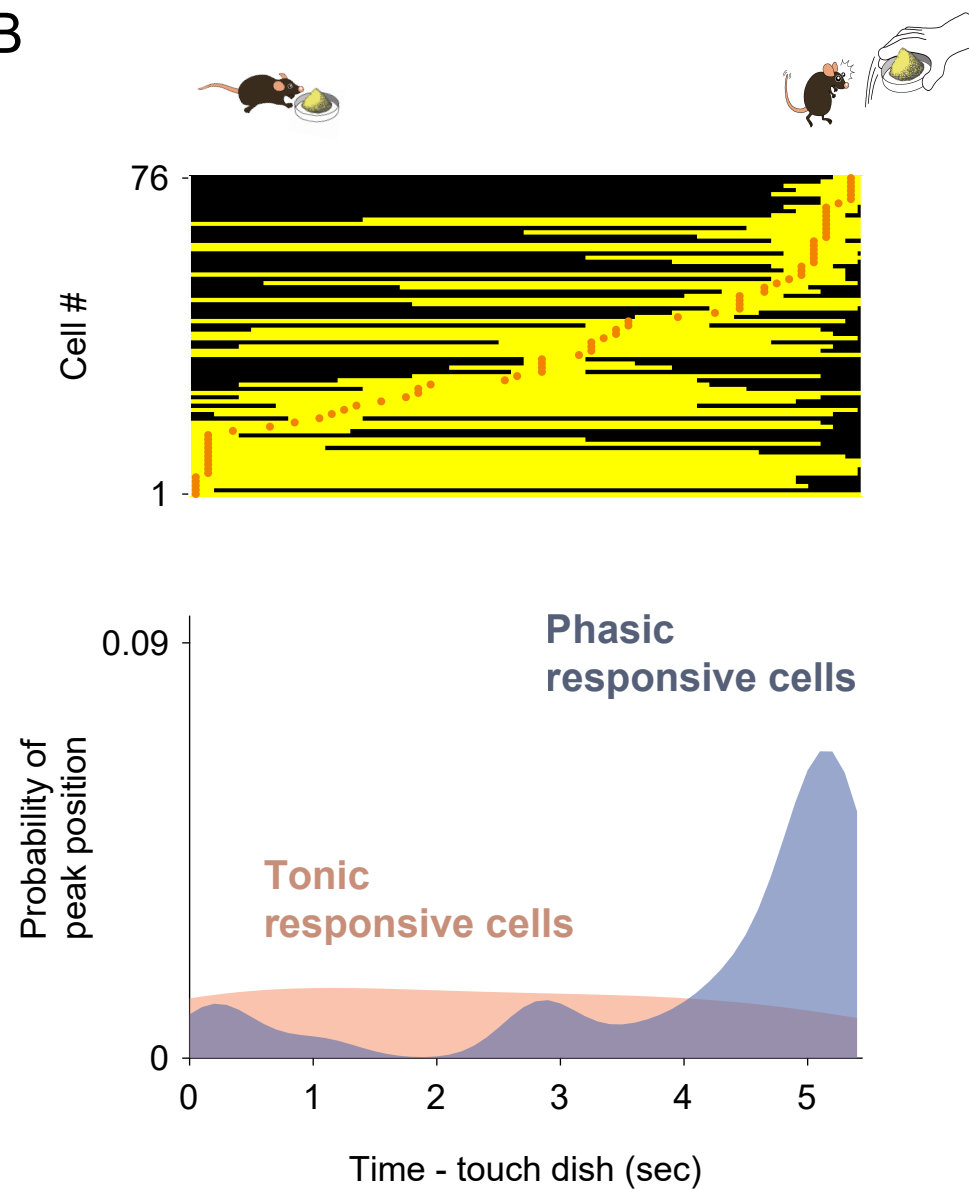 B
76
Cell #
1
0.09
Phasic
responsive cells
Probability of
peak position
Tonic
responsive cells
0
0 1 2 3 4 5
Time - touch dish (sec)